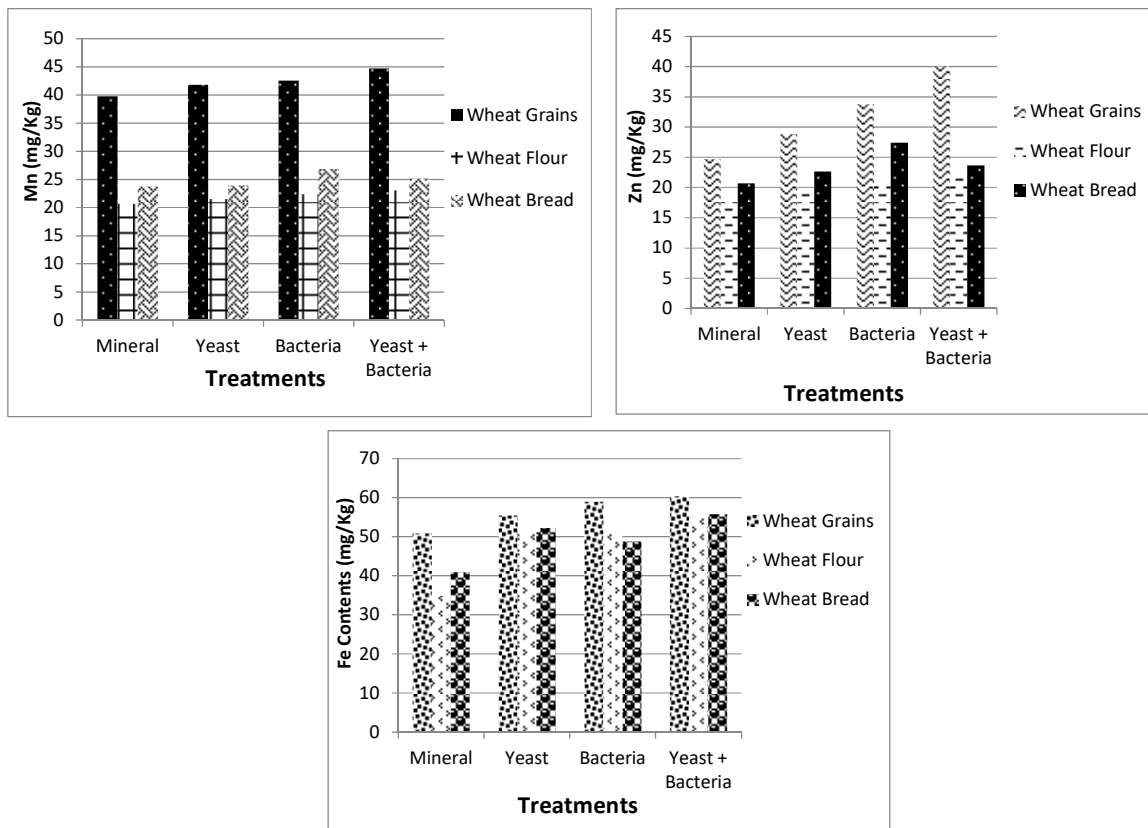 50
45
40
35
30
25
20
15
10
5
0
Mn (mg/Kg)
Mineral Yeast Bacteria Yeast +
Bacteria
Treatments
Wheat Grains
Wheat Flour
Wheat Bread
45
40
35
30
25
20
15
10
5
0
Zn (mg/Kg)
Mineral Yeast Bacteria Yeast +
Bacteria
Treatments
Wheat Grains
Wheat Flour
Wheat Bread
70
60
50
40
30
20
10
0
Fe Contents (mg/Kg)
Mineral Yeast Bacteria Yeast +
Bacteria
Treatments
Wheat Grains
Wheat Flour
Wheat Bread